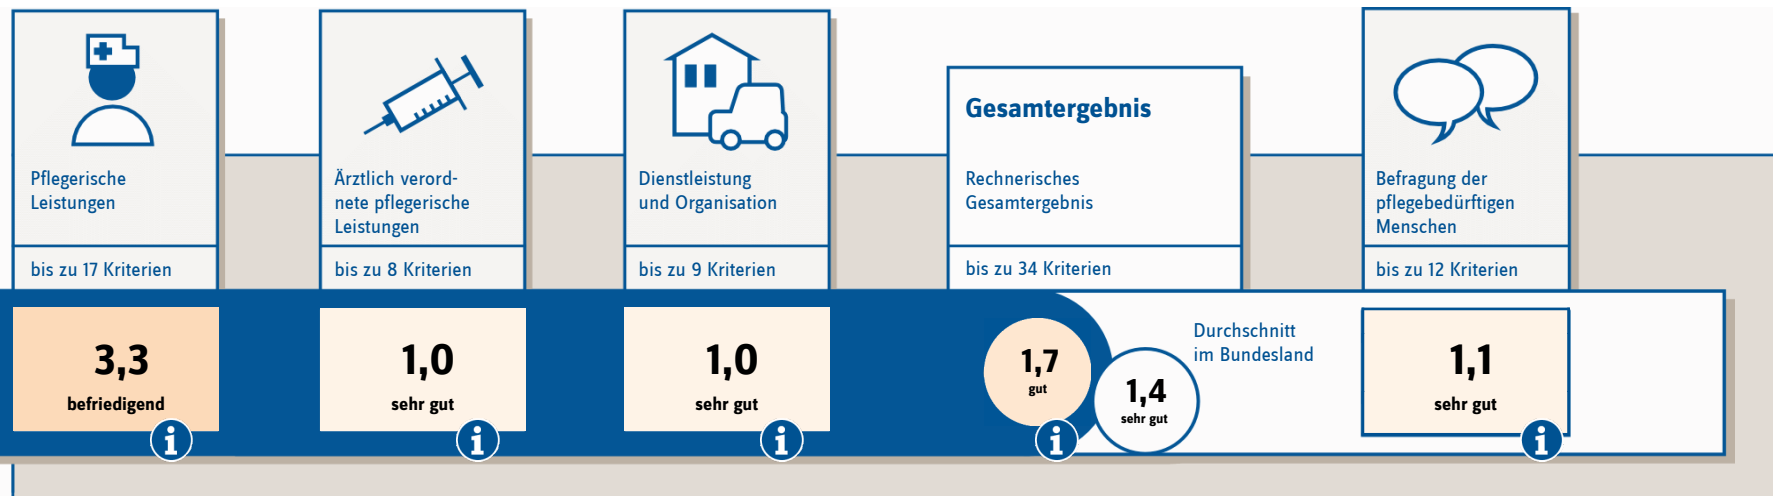 Pflegerische
Leistungen
bis zu 17 Kriterien
3,3
befriedigend
i
Ärztlich verord-
nete pflegerische
Leistungen
bis zu 8 Kriterien
1,0
sehr gut
i
Dienstleistung
und Organisation
bis zu 9 Kriterien
1,0
sehr gut
i
Gesamtergebnis
Rechnerisches
Gesamtergebnis
bis zu 34 Kriterien
1,7
gut
i
1,4
sehr gut
Durchschnitt
im Bundesland
Befragung der
pflegebedürftigen
Menschen
bis zu 12 Kriterien
1,1
sehr gut
i